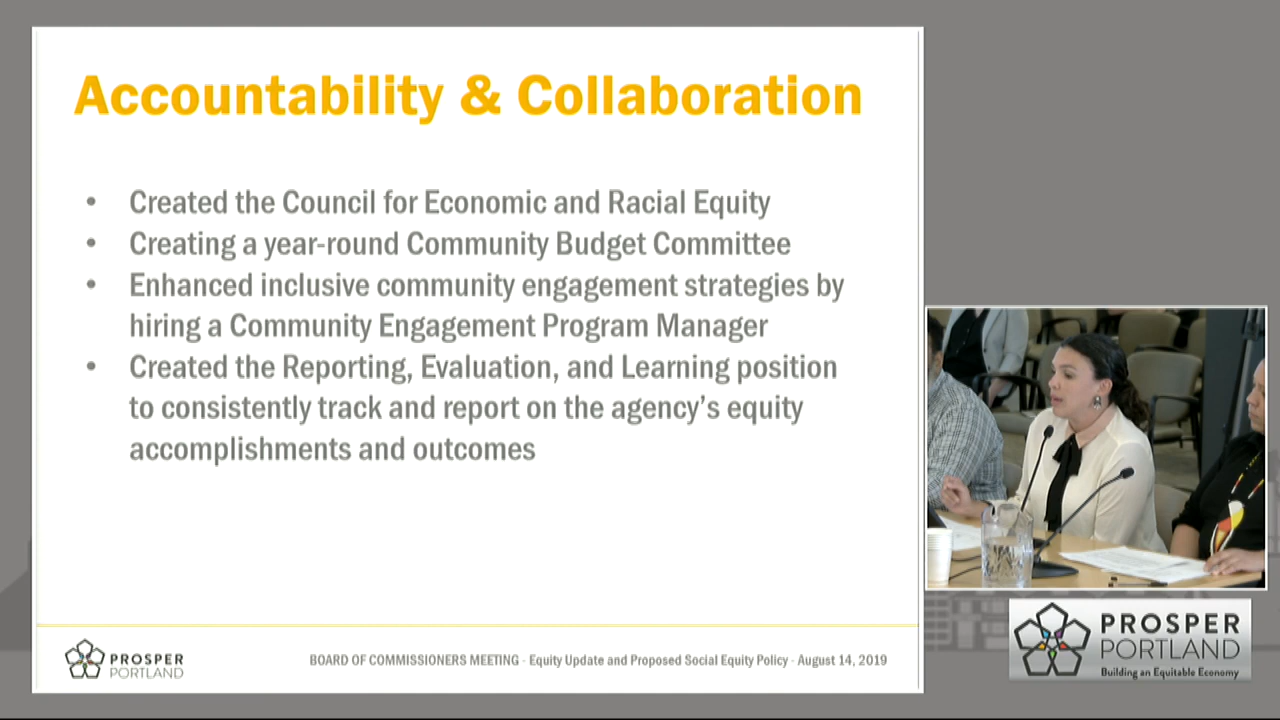 Accountability & Collaboration
• Created the Council for Economic and Racial Equity
• Creating a year-round Community Budget Committee
• Enhanced inclusive community engagement strategies by
hiring a Community Engagement Program Manager
• Created the Reporting, Evaluation, and Learning position
to consistently track and report on the agency's equity
accomplishments and outcomes
PROSPER
PORTLAND
BOARD OF COMMISSIONERS MEETING - Equity Update and Proposed Social Equity Policy - August 14, 2019
PROSPER
PORTLAND
Building an Equitable Economy